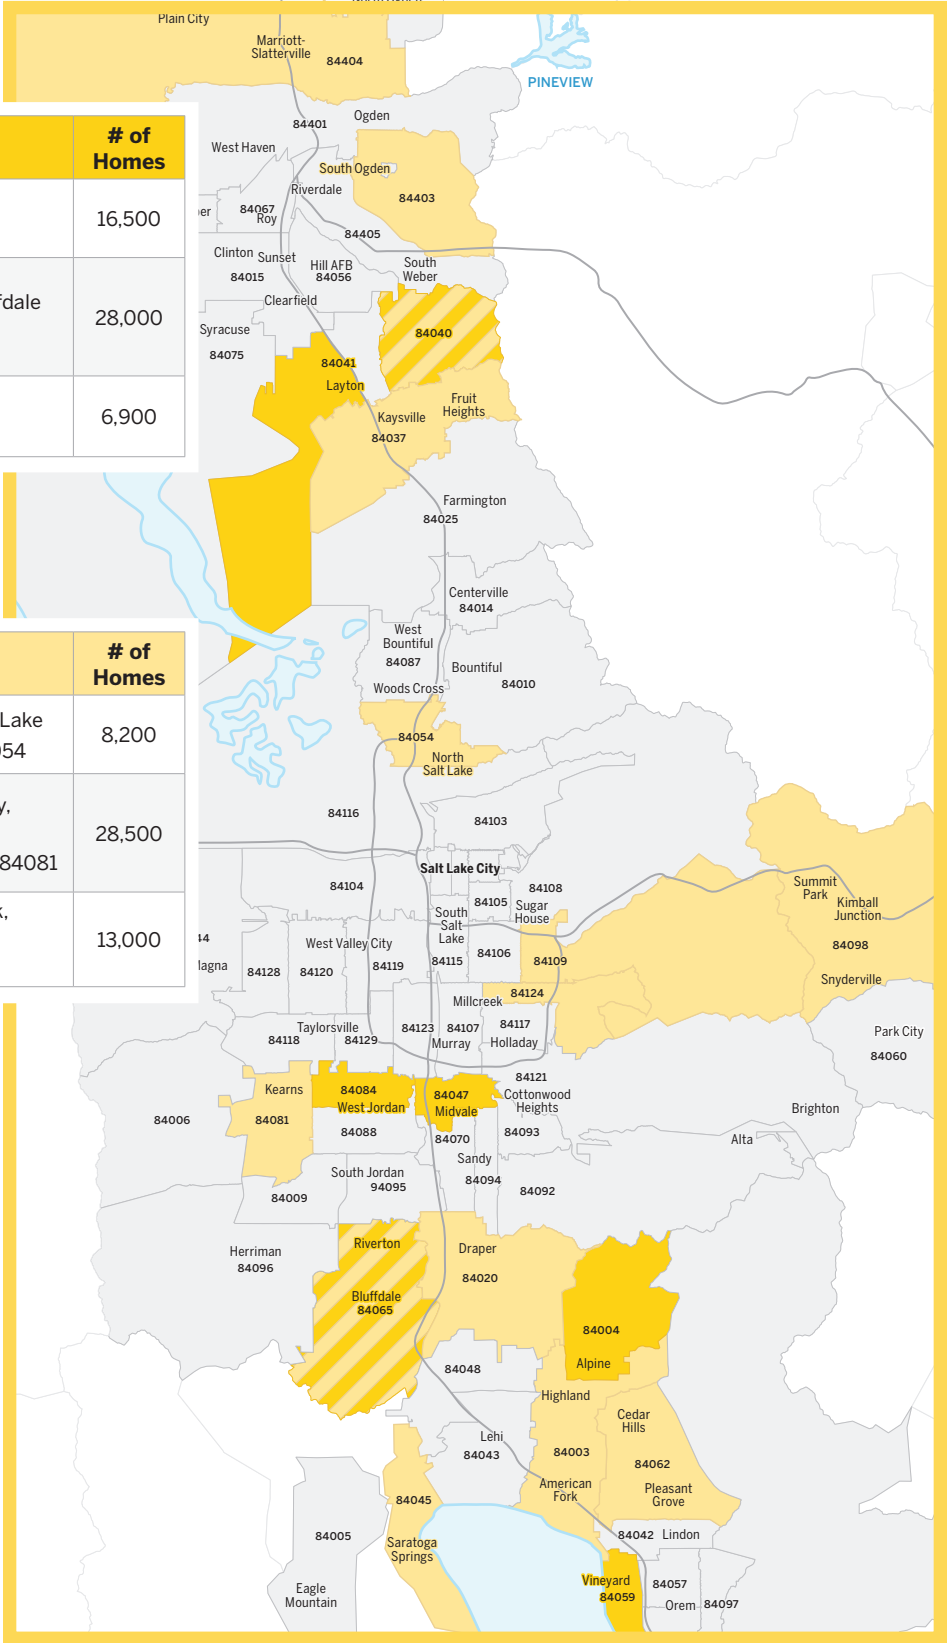 Plain City
Marriott-
Slatterville
84404
PINEVIEW
Ogden
84401
West Haven
South Ogden
Riverdale
84403
84067
Roy
84405
Clinton
Sunset
84015
Hill AFB
84056
South
Weber
Clearfield
Syracuse
84075
84040
84041
Layton
Fruit
Heights
Kaysville
84037
# of
Homes
16,500
28,000
6,900
Farmington
84025
Centerville
84014
West
Bountiful
84087
Bountiful
84010
Woods Cross
84054
North
Salt Lake
# of
Homes
Lake
8,200
28,500
84081
13,000
84116
84103
Salt Lake City
84104
84108
84105
Sugar
House
South
Salt
Lake
84115
84106
84109
West Valley City
84128
84120
84119
84124
Millcreek
Summit
Park
Kimball
Junction
84098
Snyderville
Park City
84060
Taylorsville
84118
84129
84123
84107
Murray
84117
Holladay
84121
Cottonwood
Heights
Kearns
84081
84084
West Jordan
84047
Midvale
84006
84088
84070
84093
Brighton
Alta
Sandy
84094
84092
South Jordan
94095
84009
Herriman
84096
Riverton
Bluffdale
84065
Draper
84020
84004
Alpine
84048
Highland
Cedar
Hills
Lehi
84043
84003
84062
American
Fork
Pleasant
Grove
84045
Saratoga
Springs
84005
Eagle
Mountain
84042
Lindon
Vineyard
84059
84057
Orem
84097